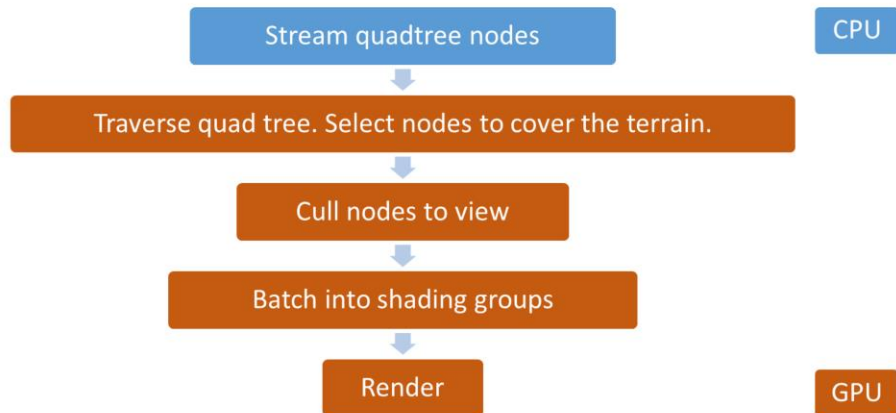 Stream quadtree nodes
CPU
Traverse quad tree. Select nodes to cover the terrain.
Cull nodes to view
Batch into shading groups
Render
GPU